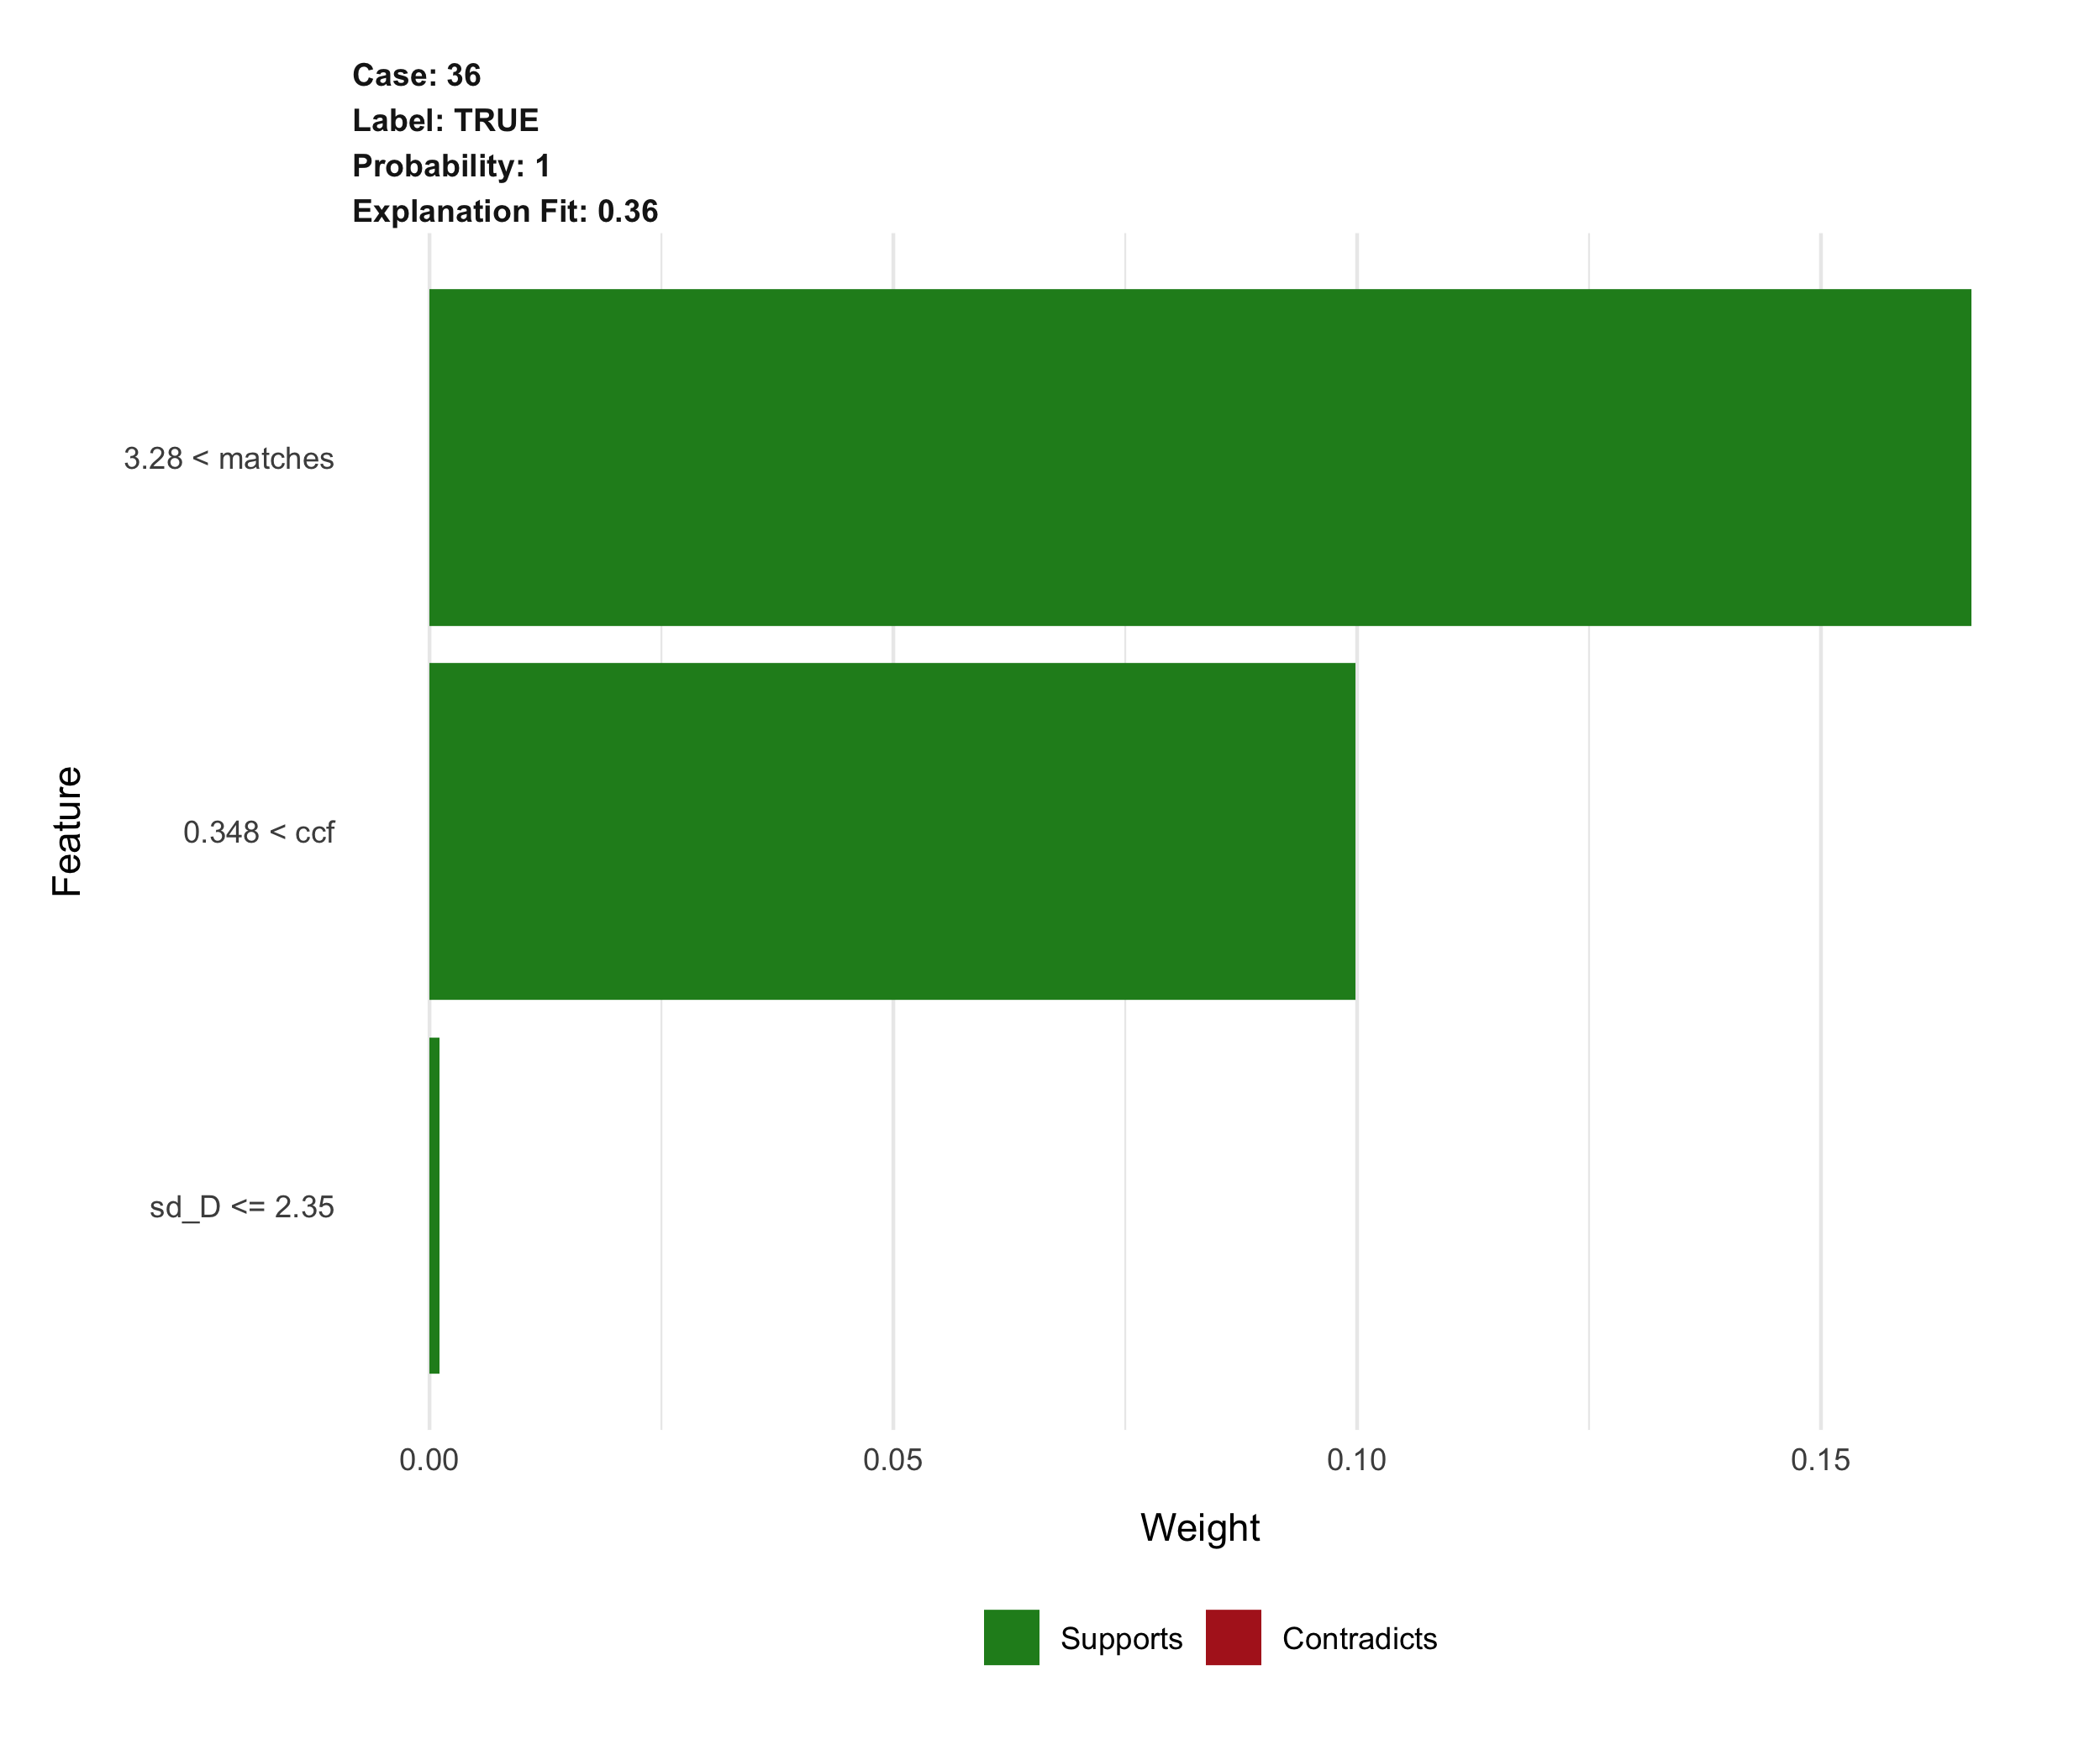 Case: 36
Label: TRUE
Probability: 1
Explanation Fit: 0.36
3.28 < matches
0.348 < ccf
sd_D <= 2.35
Feature
0.00 0.05 0.10 0.15
Weight
Supports Contradicts